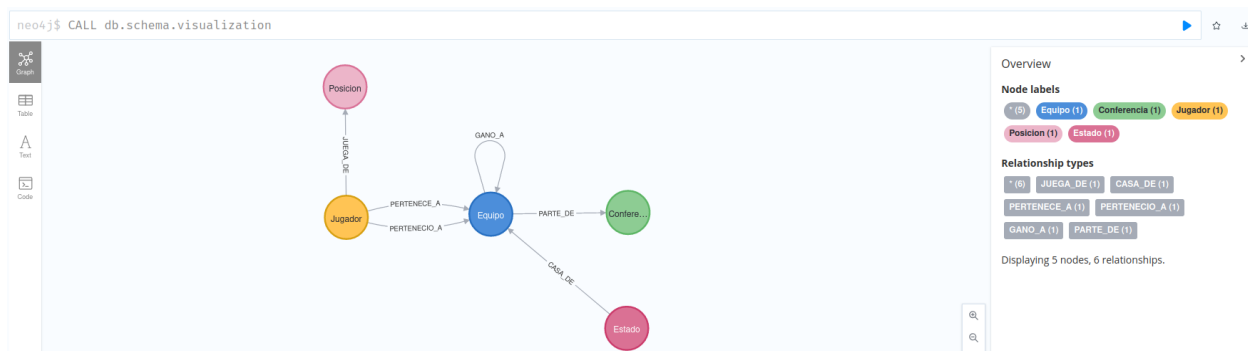 neo4j$ CALL db.schema.visualization
Graph
Table
Text
Code
Posicion
JUEGA_DE
Jugador
PERTENECE_A
PERTENECIO_A
GANO_A
Equipo
PARTE_DE
Confere...
CASA_DE
Estado
Overview
Node labels
* (5) Equipo (1) Conferencia (1) Jugador (1)
Posicion (1) Estado (1)
Relationship types
* (6) JUEGA_DE (1) CASA_DE (1)
PERTENECE_A (1) PERTENECIO_A (1)
GANO_A (1) PARTE_DE (1)
Displaying 5 nodes, 6 relationships.